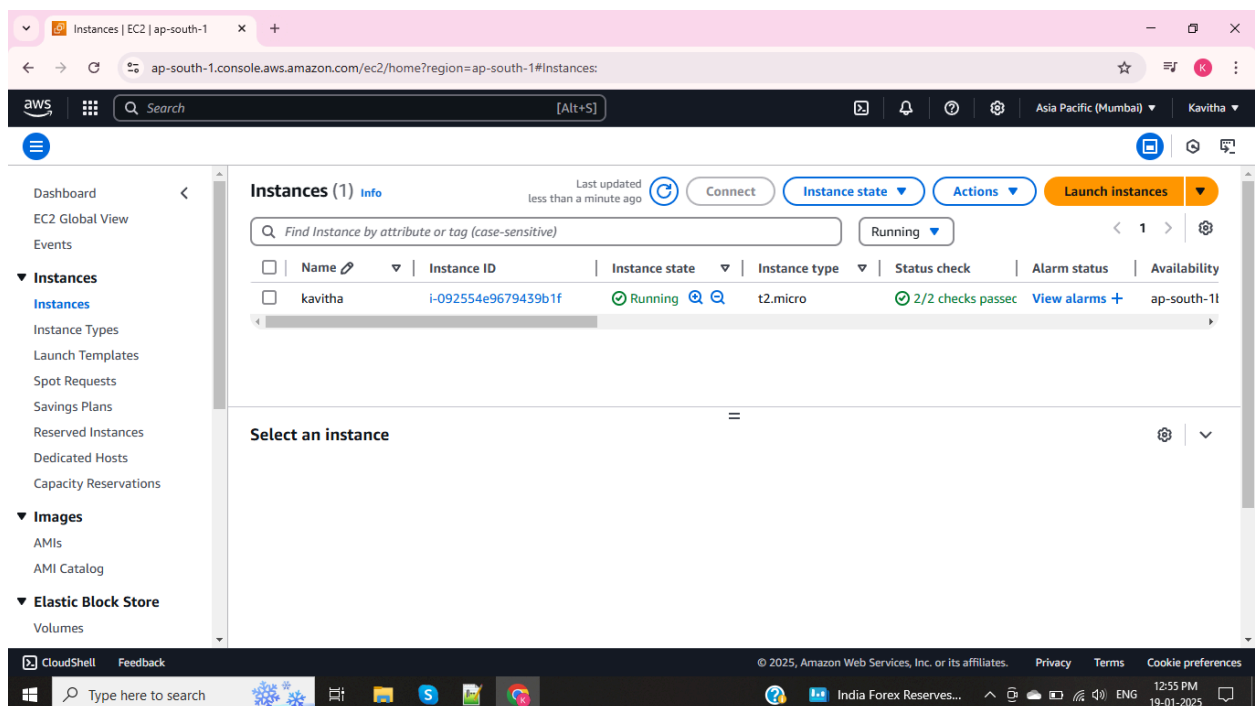 Instances | EC2 | ap-south-1
ap-south-1.console.aws.amazon.com/ec2/home?region=ap-south-1#Instances:
K
aws
Search
[Alt+S]
Asia Pacific (Mumbai)
Kavitha
Dashboard
EC2 Global View
Events
Instances
Instances
Instance Types
Launch Templates
Spot Requests
Savings Plans
Reserved Instances
Dedicated Hosts
Capacity Reservations
Images
AMIs
AMI Catalog
Elastic Block Store
Volumes
Instances (1) Info
Last updated
less than a minute ago
Connect
Instance state
Actions
Launch instances
Find Instance by attribute or tag (case-sensitive)
Running
1
Name Instance ID Instance state Instance type Status check Alarm status Availability
kavitha i-092554e9679439b1f Running t2.micro 2/2 checks passec View alarms + ap-south-1
Select an instance
CloudShell Feedback
© 2025, Amazon Web Services, Inc. or its affiliates. Privacy Terms Cookie preferences
Type here to search
India Forex Reserves...
ENG
12:55 PM
19-01-2025